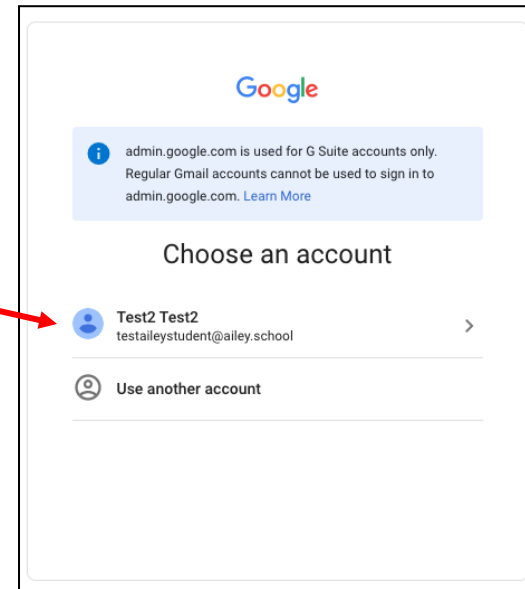 Google
admin.google.com is used for G Suite accounts only.
Regular Gmail accounts cannot be used to sign in to
admin.google.com. Learn More
Choose an account
Test2 Test2
testaileystudent@ailey.school
Use another account